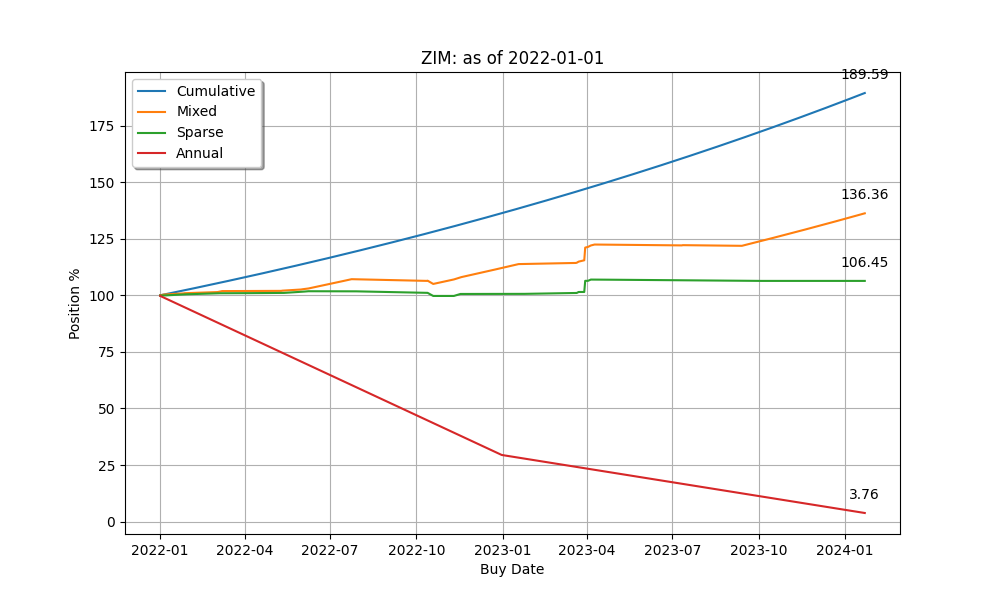 ZIM: as of 2022-01-01
189.59
Cumulative
Mixed
Sparse
Annual
136.36
106.45
3.76
175
150
125
100
75
50
25
0
Position %
2022-01 2022-04 2022-07 2022-10 2023-01 2023-04 2023-07 2023-10 2024-01
Buy Date